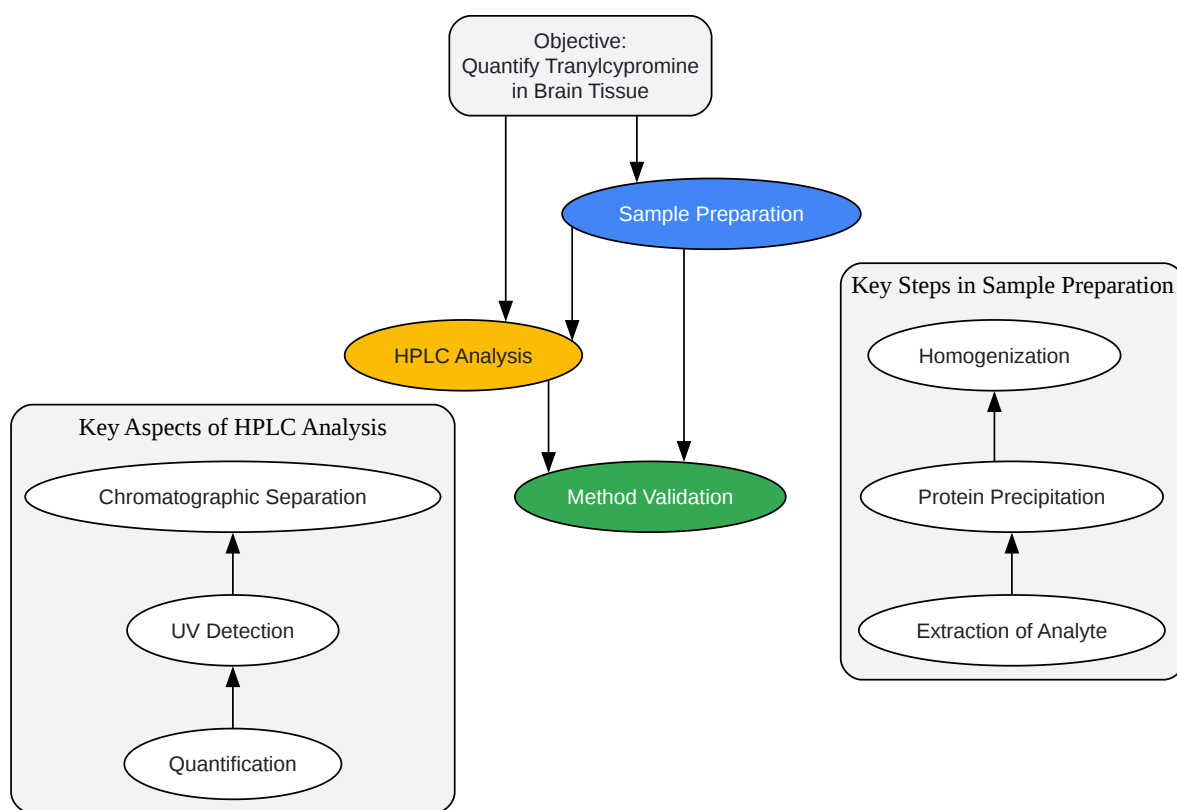 Objective:
Quantify Tranylcypromine
in Brain Tissue
Sample Preparation
HPLC Analysis
Method Validation
Key Aspects of HPLC Analysis
Chromatographic Separation
UV Detection
Quantification
Key Steps in Sample Preparation
Homogenization
Protein Precipitation
Extraction of Analyte